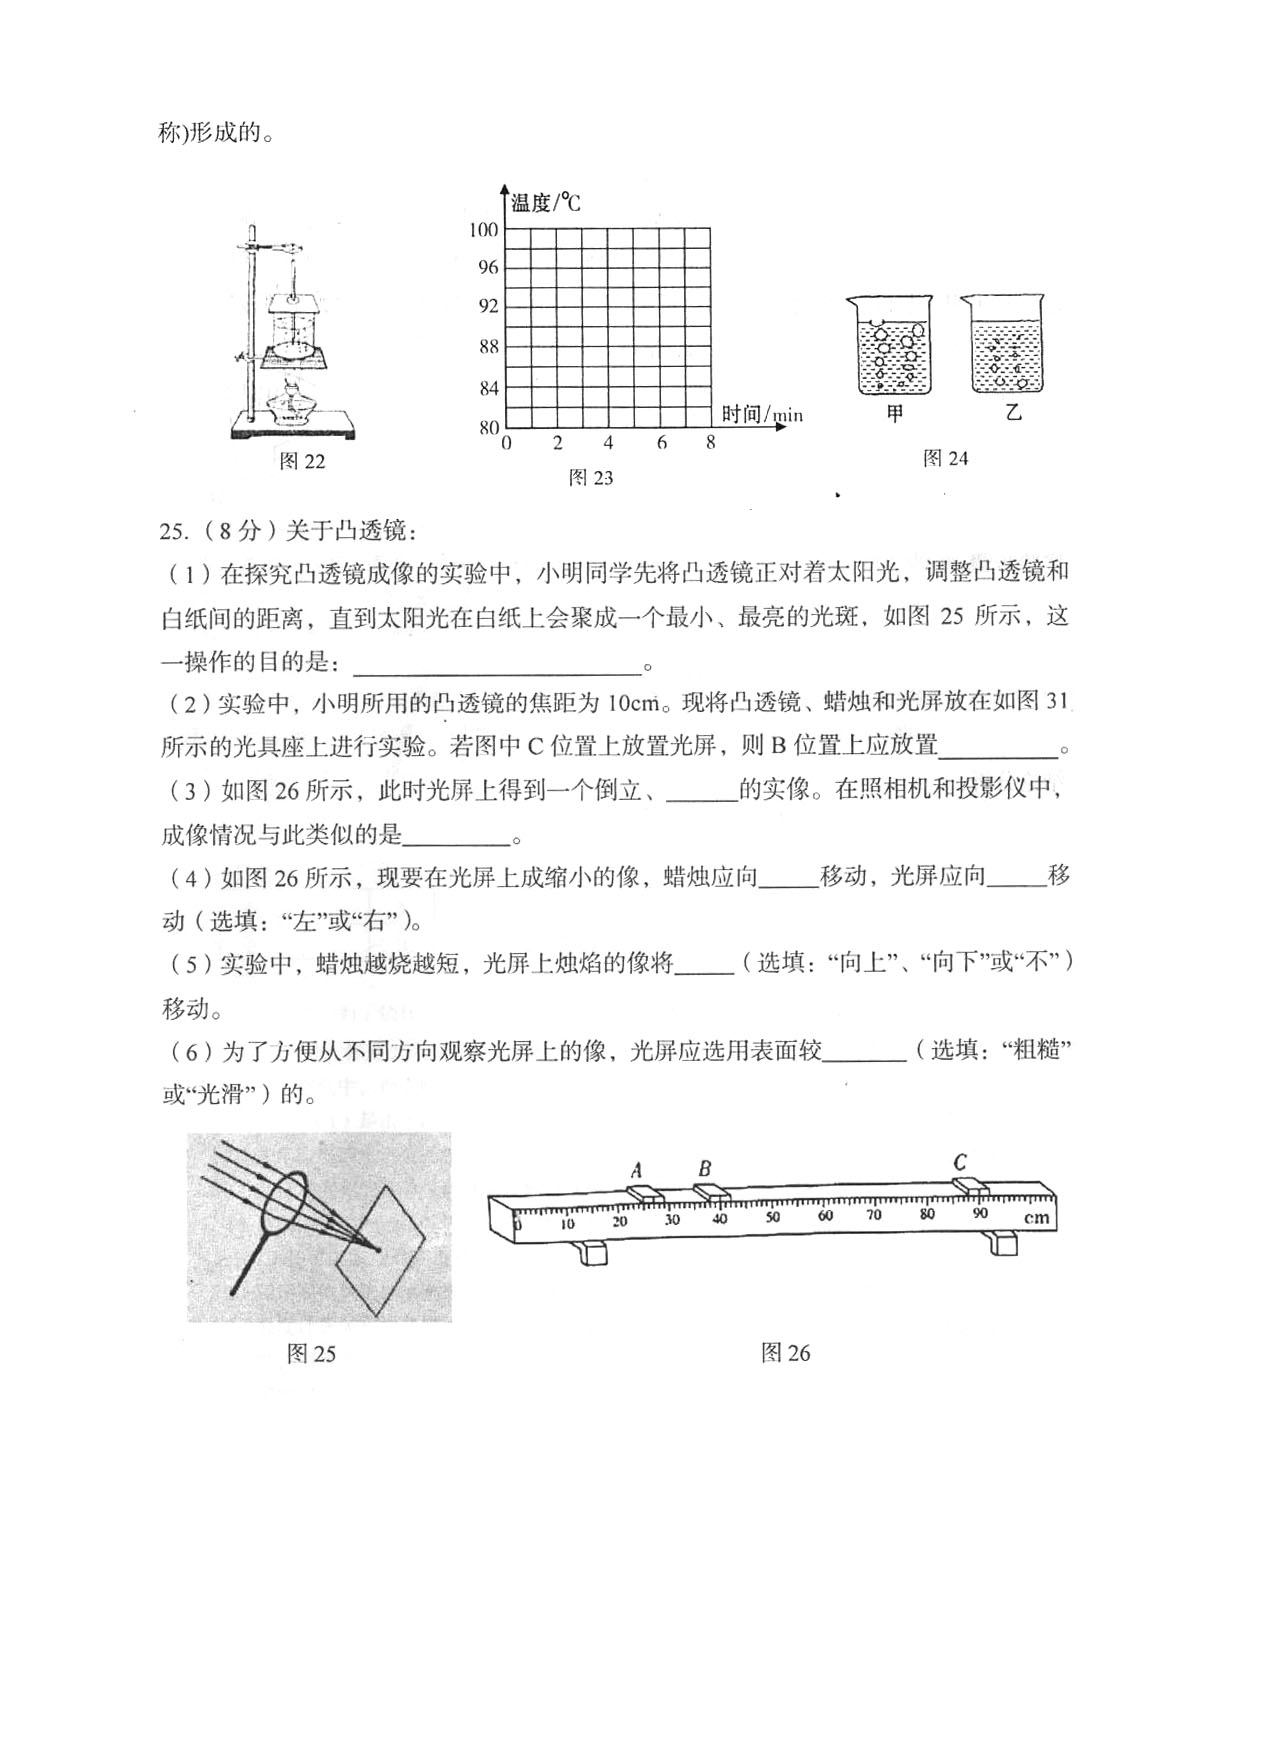 称)形成的。
温度/℃
100
96
92
88
84
80
0 2 4 6 8
时间/min
甲 乙
图 22
图 23
图 24
25.（8 分）关于凸透镜：
（1）在探究凸透镜成像的实验中，小明同学先将凸透镜正对着太阳光，调整凸透镜和
白纸间的距离，直到太阳光在白纸上会聚成一个最小、最亮的光斑，如图 25 所示，这
一操作的目的是：________________________。
（2）实验中，小明所用的凸透镜的焦距为 10cm。现将凸透镜、蜡烛和光屏放在如图 31
所示的光具座上进行实验。若图中 C 位置上放置光屏，则 B 位置上应放置__________。
（3）如图 26 所示，此时光屏上得到一个倒立、______的实像。在照相机和投影仪中，
成像情况与此类似的是_________。
（4）如图 26 所示，现要在光屏上成缩小的像，蜡烛应向_____移动，光屏应向_____移
动（选填：“左”或“右”）。
（5）实验中，蜡烛越烧越短，光屏上烛焰的像将_____（选填：“向上”、“向下”或“不”）
移动。
（6）为了方便从不同方向观察光屏上的像，光屏应选用表面较_______（选填：“粗糙”
或“光滑”）的。
A B C
0 10 20 30 40 50 60 70 80 90 cm
图 25
图 26